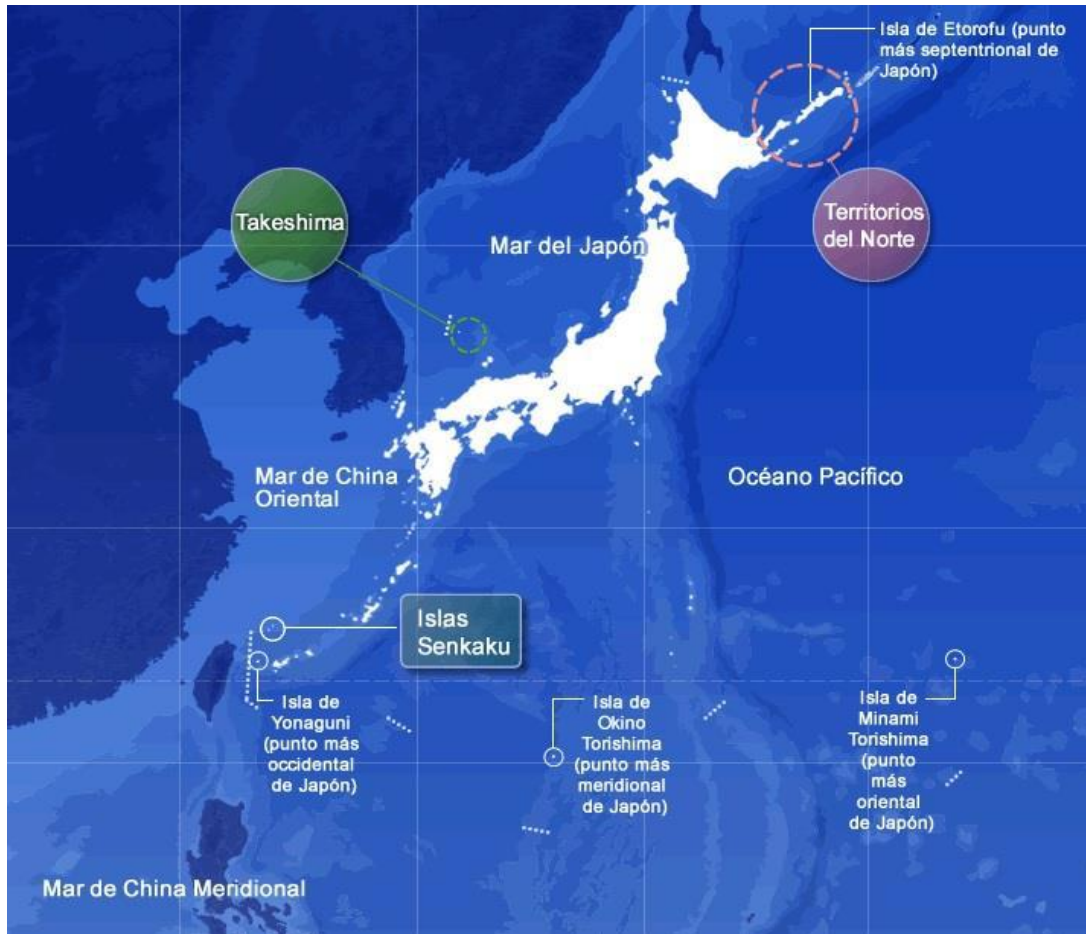 Isla de Etorofu (punto
más septentrional de
Japón)
Takeshima
Territorios
del Norte
Mar del Japón
Mar de China
Oriental
Océano Pacífico
Islas
Senkaku
Isla de
Yonaguni
(punto más
occidental
de Japón)
Isla de
Okino
Torishima
(punto más
meridional
de Japón)
Isla de
Minami
Torishima
(punto
más
oriental
de Japón)
Mar de China Meridional